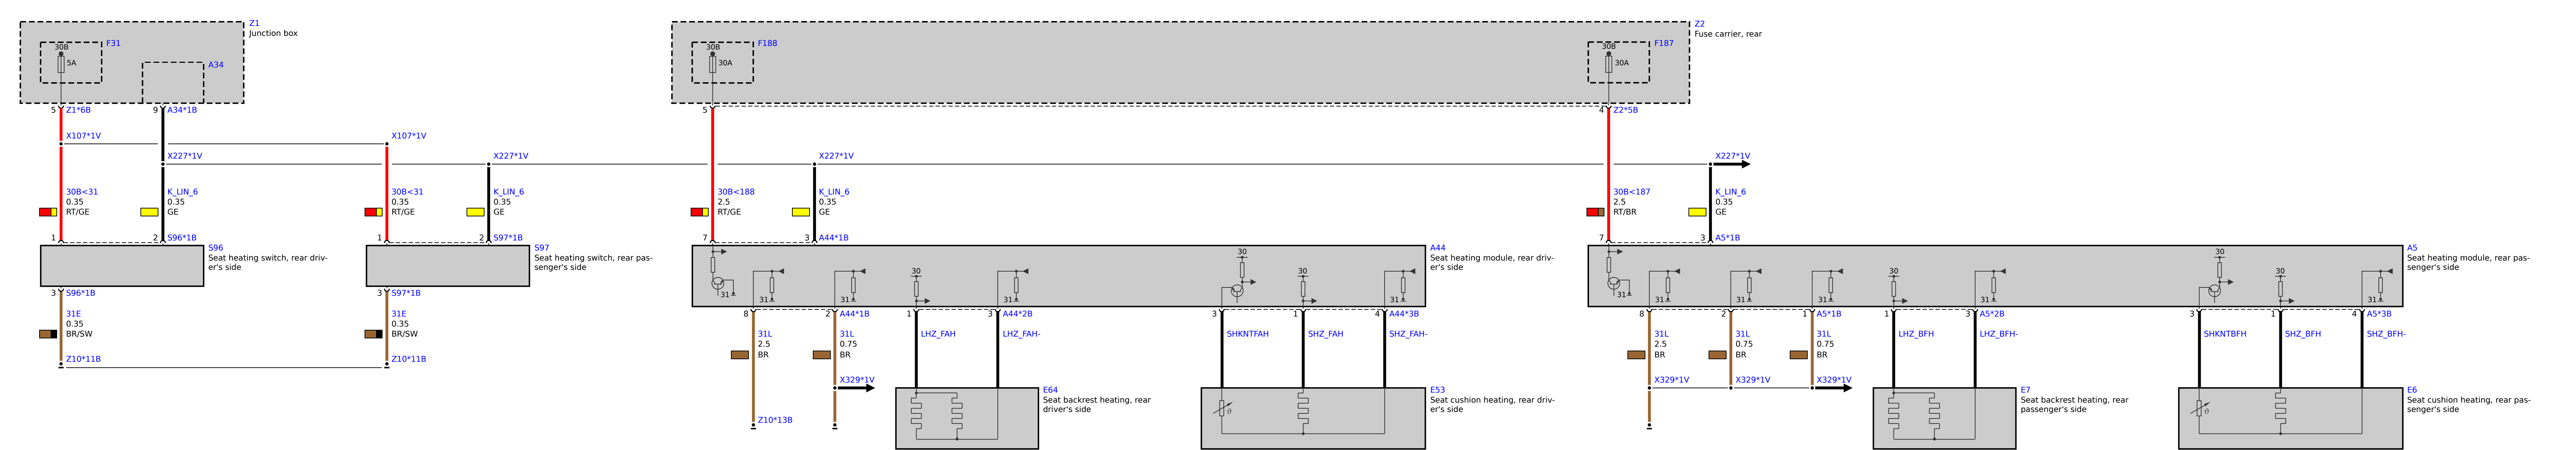 Z1
Junction box
F31
30B
5A
A34
5
Z1*6B
9
A34*1B
Z2
Fuse carrier, rear
F188
30B
30A
F187
30B
30A
5
4
Z2*5B
X107*1V
X107*1V
X227*1V
X227*1V
X227*1V
X227*1V
30B<31
0.35
RT/GE
K_LIN_6
0.35
GE
30B<31
0.35
RT/GE
K_LIN_6
0.35
GE
30B<188
2.5
RT/GE
K_LIN_6
0.35
GE
30B<187
2.5
RT/BR
K_LIN_6
0.35
GE
1
2
S96*1B
1
2
S97*1B
7
3
A44*1B
7
3
A5*1B
S96
Seat heating switch, rear driv-
er's side
S97
Seat heating switch, rear pas-
senger's side
A44
Seat heating module, rear driv-
er's side
A5
Seat heating module, rear pas-
senger's side
31
31
31
30
30
30
31
31
31
31
31
30
30
30
31
3
S96*1B
3
S97*1B
8
2
A44*1B
1
3
A44*2B
3
1
4
A44*3B
8
2
1
A5*1B
1
3
A5*2B
3
1
4
A5*3B
31E
0.35
BR/SW
31E
0.35
BR/SW
31L
2.5
BR
31L
0.75
BR
LHZ_FAH
LHZ_FAH-
SHKNTFAH
SHZ_FAH
SHZ_FAH-
31L
2.5
BR
31L
0.75
BR
31L
0.75
BR
LHZ_BFH
LHZ_BFH-
SHKNTBFH
SHZ_BFH
SHZ_BFH-
Z10*11B
Z10*11B
X329*1V
X329*1V
X329*1V
X329*1V
Z10*13B
E64
Seat backrest heating, rear
driver's side
E53
Seat cushion heating, rear driv-
er's side
E7
Seat backrest heating, rear
passenger's side
E6
Seat cushion heating, rear pas-
senger's side
ϑ
ϑ